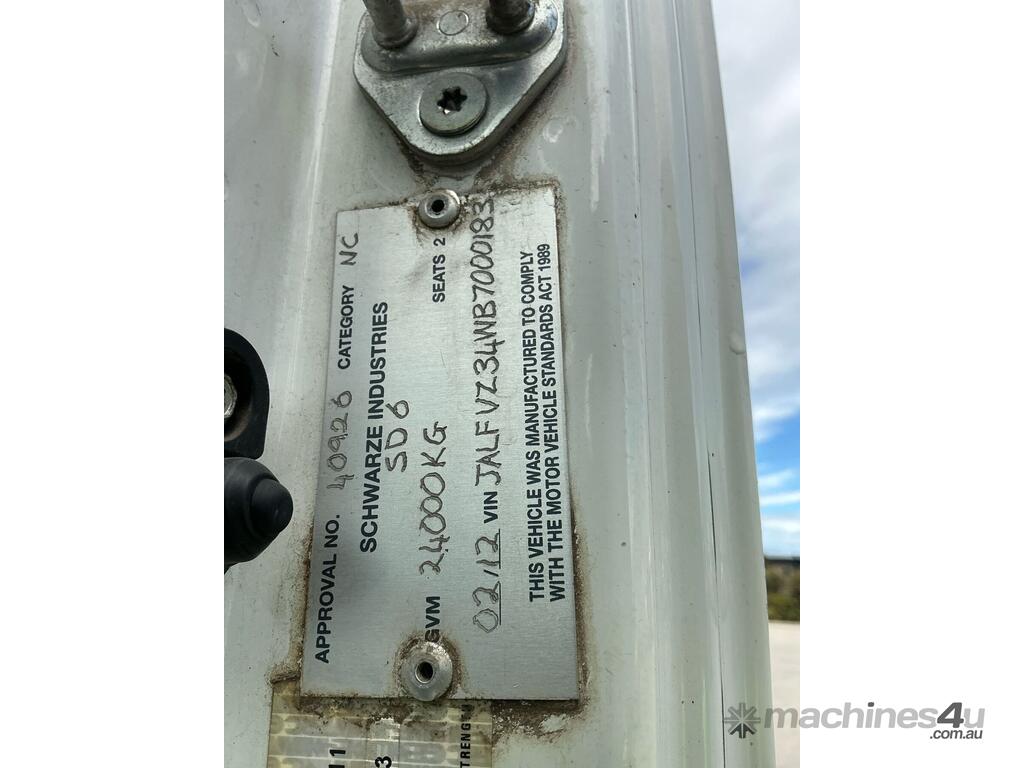 APPROVAL NO. 40926 CATEGORY NC
SCHWARZE INDUSTRIES
SD6
GVM 24000KG SEATS 2
02/12 VIN JALFVZ34WB7000183
THIS VEHICLE WAS MANUFACTURED TO COMPLY
WITH THE MOTOR VEHICLE STANDARDS ACT 1989
TRENGTH
machines4u
.com.au